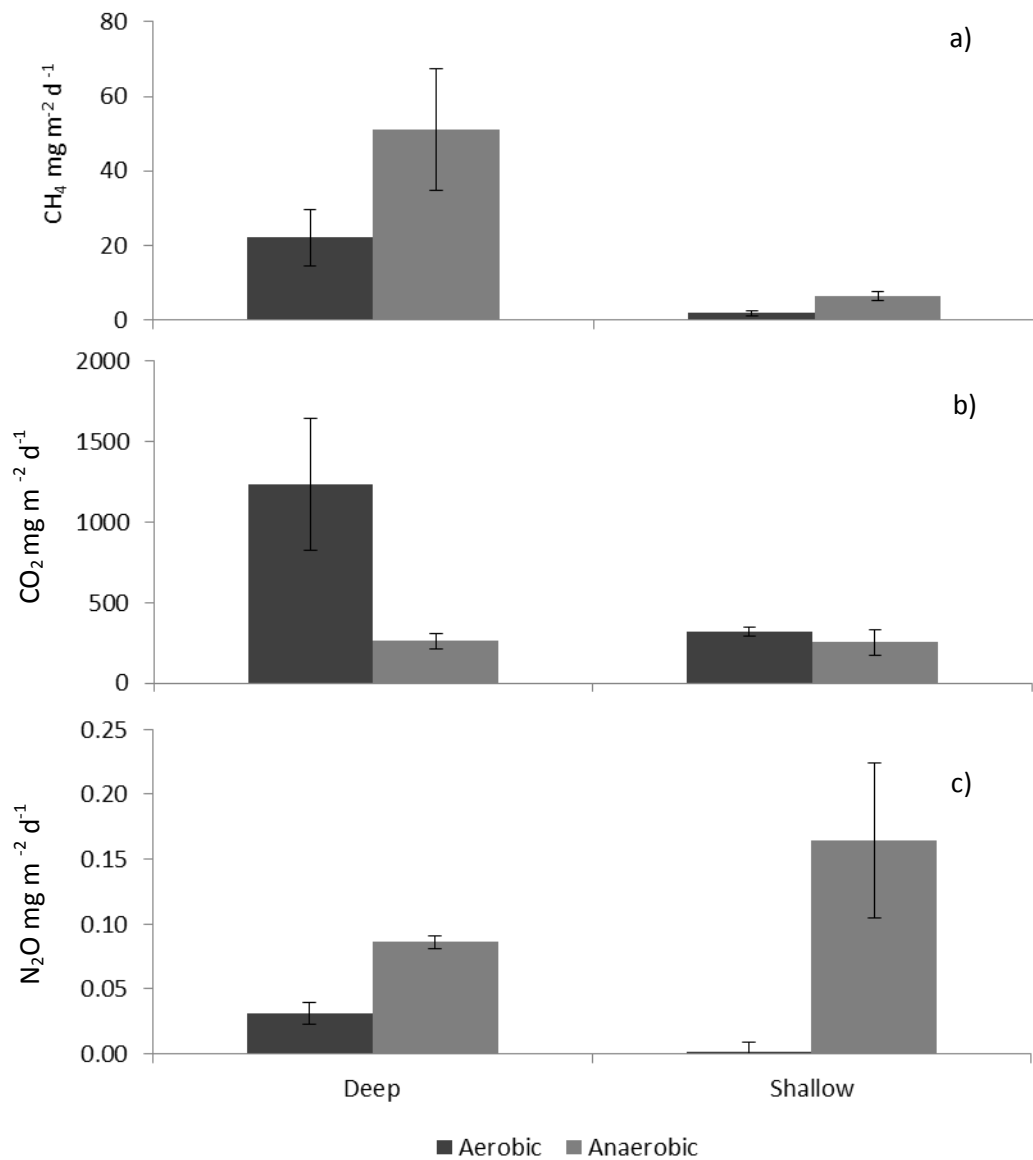 a)
CH₄ mg m⁻² d⁻¹
80
60
40
20
0
b)
CO₂ mg m⁻² d⁻¹
2000
1500
1000
500
0
c)
N₂O mg m⁻² d⁻¹
0.25
0.20
0.15
0.10
0.05
0.00
Deep Shallow
Aerobic Anaerobic